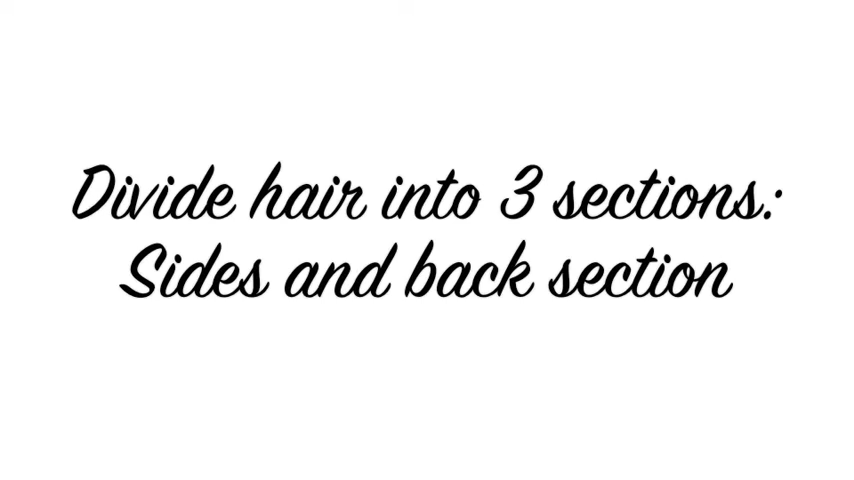 Divide hair into 3 sections:
Sides and back section